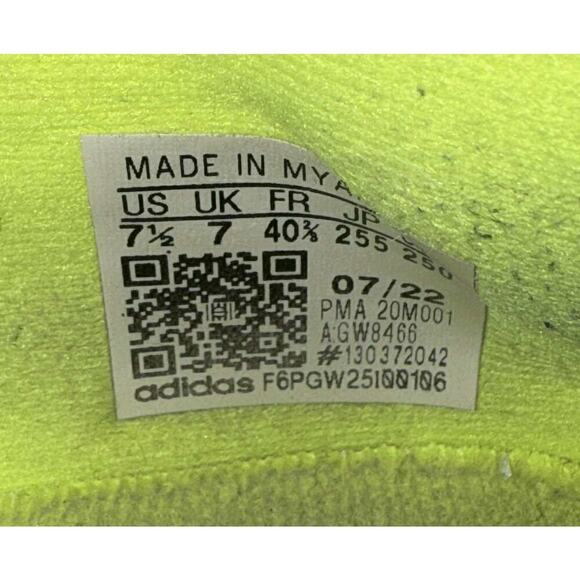 MADE IN MYA
US UK FR JP
7½ 7 40⅔ 255 250
07/22
PMA 20M001
A:GW8466
#130372042
adidas F6PGW25I00106